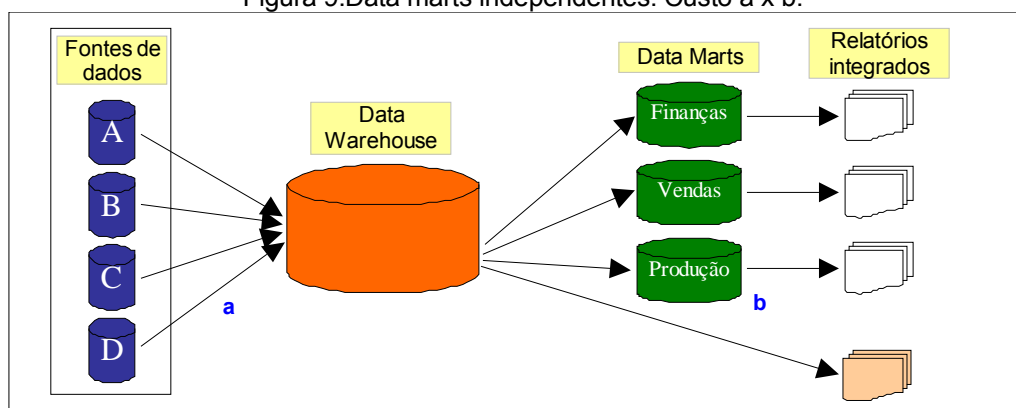 Figura 9.Data marts independentes. Custo a x b.
Fontes de
dados
A
B
C
D
a
Data
Warehouse
Data Marts
Finanças
Vendas
Produção
b
Relatórios
integrados